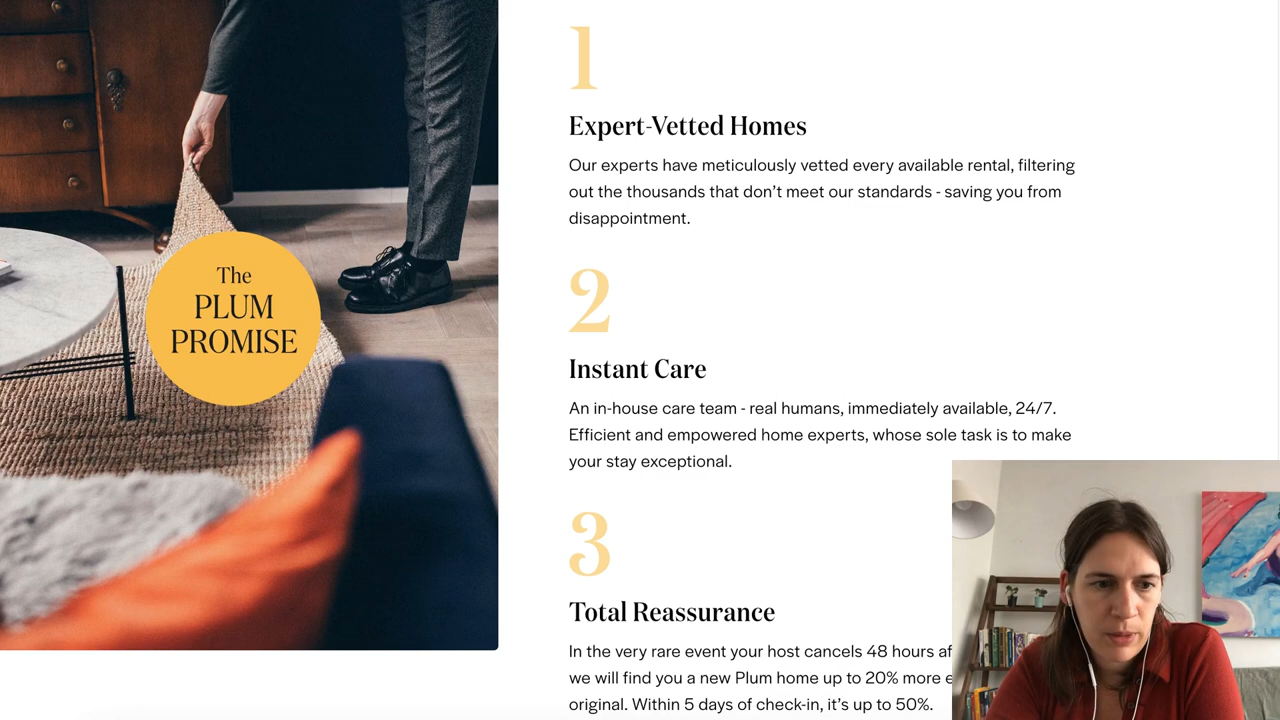 The
PLUM
PROMISE
1
Expert-Vetted Homes
Our experts have meticulously vetted every available rental, filtering
out the thousands that don’t meet our standards - saving you from
disappointment.
2
Instant Care
An in-house care team - real humans, immediately available, 24/7.
Efficient and empowered home experts, whose sole task is to make
your stay exceptional.
3
Total Reassurance
In the very rare event your host cancels 48 hours
we will find you a new Plum home up to 20% more
original. Within 5 days of check-in, it’s up to 50%.